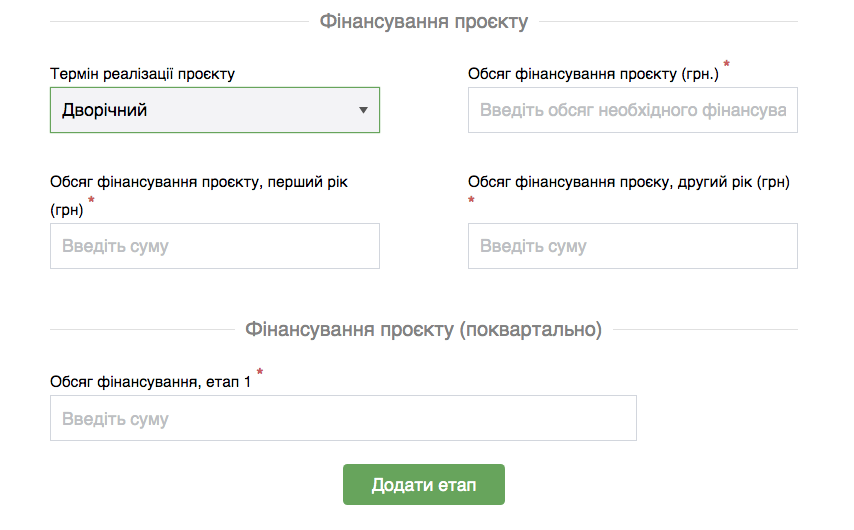 Фінансування проєкту
Термін реалізації проєкту
Дворічний
Обсяг фінансування проєкту (грн.) *
Введіть обсяг необхідного фінансува
Обсяг фінансування проєкту, перший рік
(грн) *
Введіть суму
Обсяг фінансування проєку, другий рік (грн)
*
Введіть суму
Фінансування проєкту (поквартально)
Обсяг фінансування, етап 1 *
Введіть суму
Додати етап